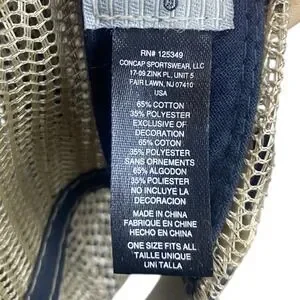 RN# 125349
CONCAP SPORTSWEAR, LLC
17-09 ZINK PL, UNIT 5
FAIR LAWN, NJ 07410
USA
65% COTTON
35% POLYESTER
EXCLUSIVE OF
DECORATION
65% COTON
35% POLYESTER
SANS ORNEMENTS
65% ALGODON
35% POLIESTER
NO INCLUYE LA
DECORACION
MADE IN CHINA
FABRIQUE EN CHINE
HECHO EN CHINA
ONE SIZE FITS ALL
TAILLE UNIQUE
UNI TALLA